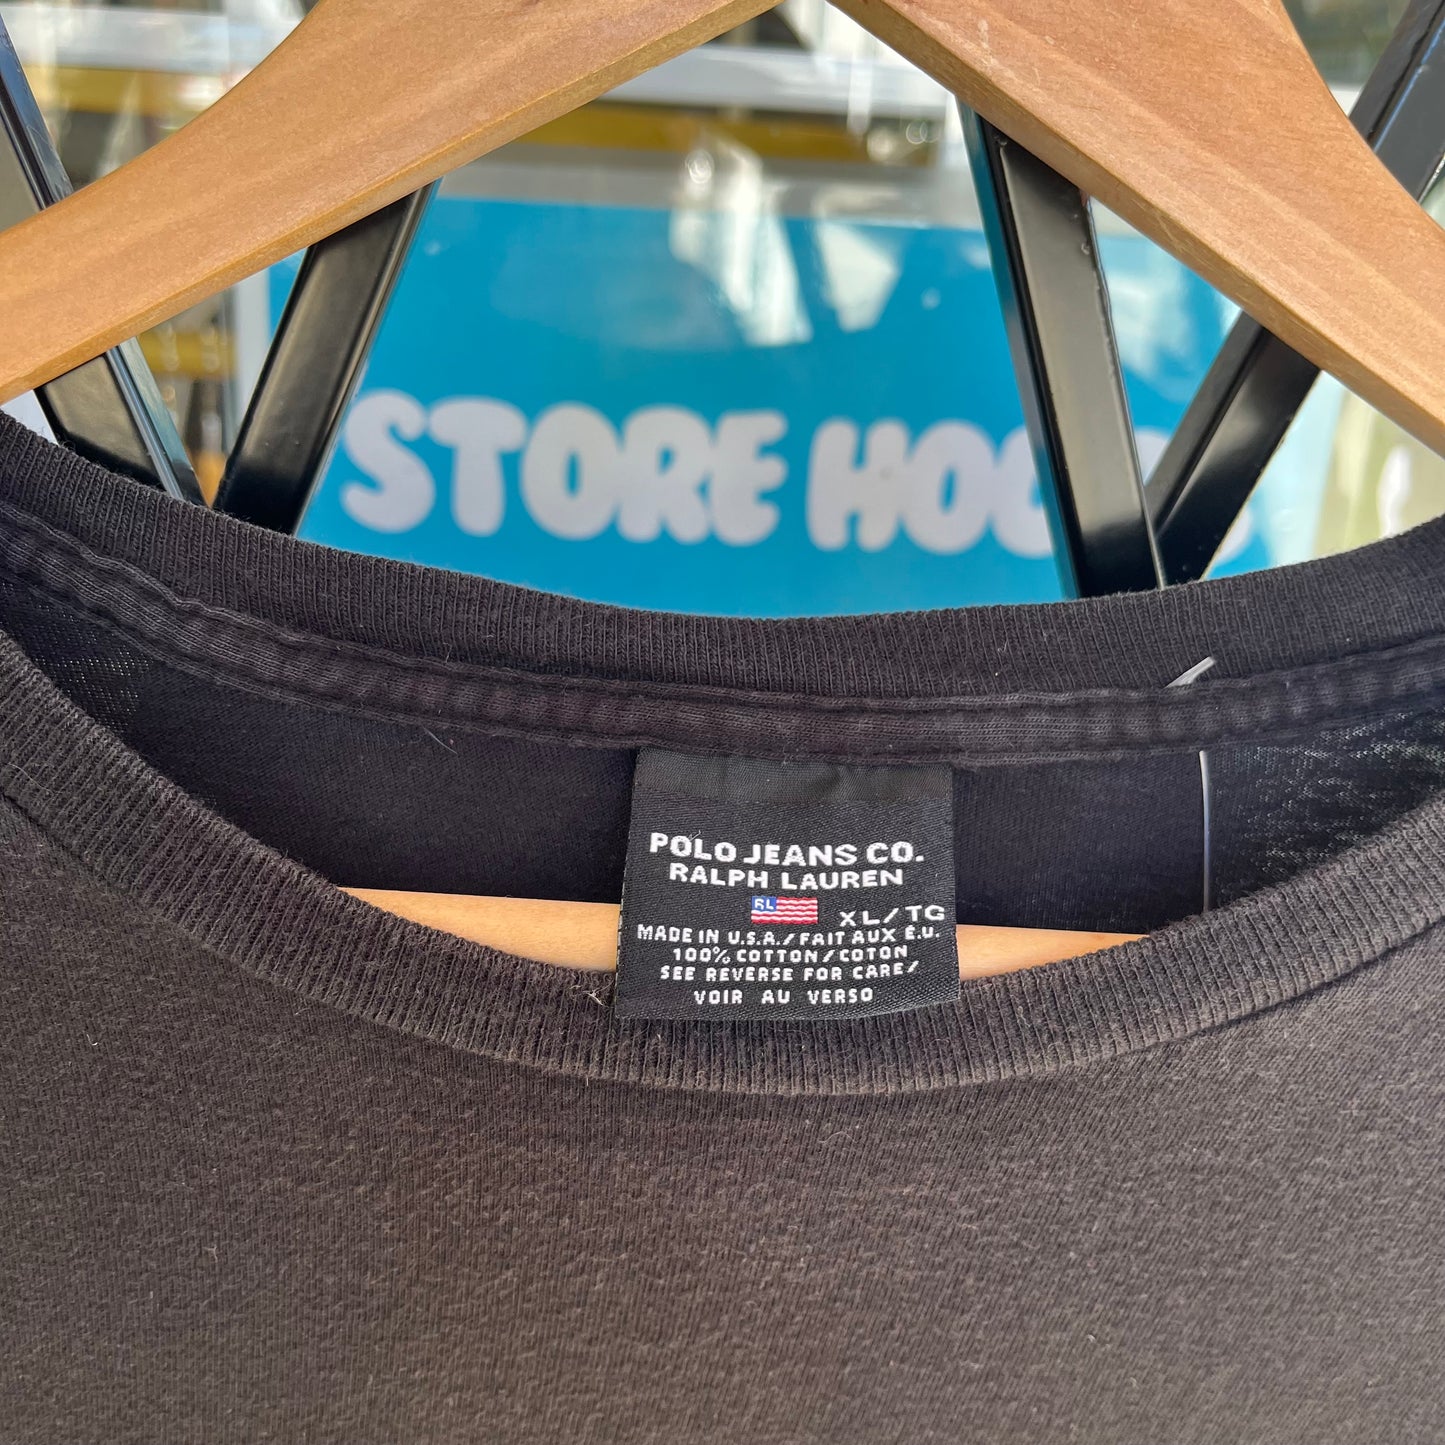 STORE
POLO JEANS CO.
RALPH LAUREN
RL
XL/TG
MADE IN U.S.A./FAIT AUX É.U.
100% COTTON/COTON
SEE REVERSE FOR CARE/
VOIR AU VERSO